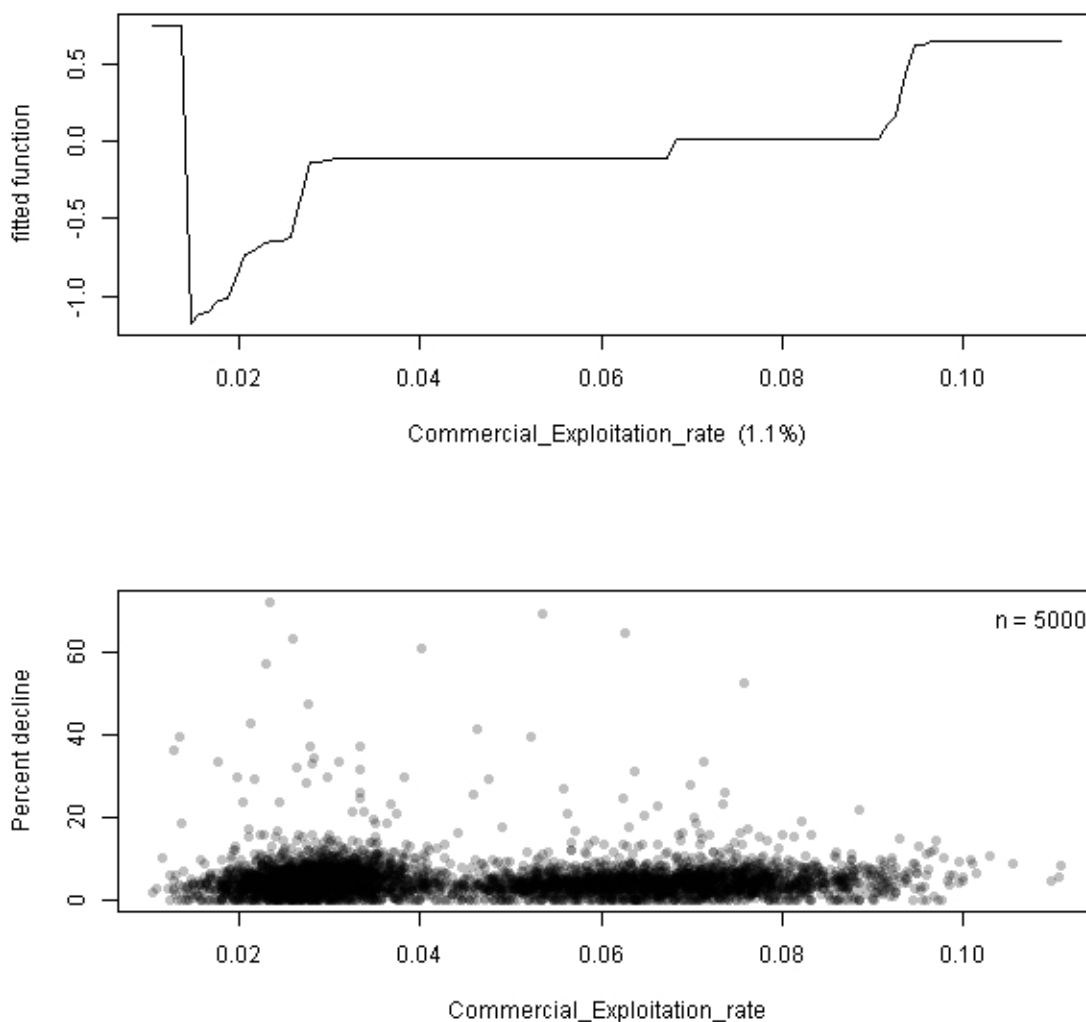 fitted function
0.5
0.0
-0.5
-1.0
0.02 0.04 0.06 0.08 0.10
Commercial_Exploitation_rate (1.1%)
Percent decline
n = 5000
60
40
20
0
0.02 0.04 0.06 0.08 0.10
Commercial_Exploitation_rate